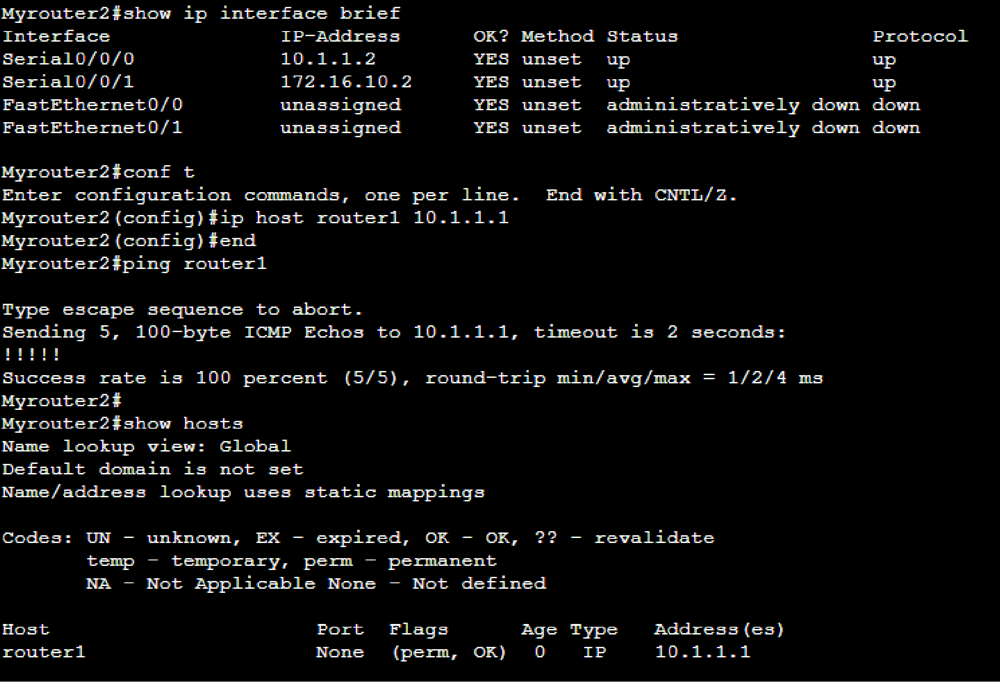 Myrouter2#show ip interface brief
Interface                  IP-Address      OK? Method Status                Protocol
Serial0/0/0                10.1.1.2        YES unset  up                    up
Serial0/0/1                172.16.10.2     YES unset  up                    up
FastEthernet0/0            unassigned      YES unset  administratively down down
FastEthernet0/1            unassigned      YES unset  administratively down down
Myrouter2#conf t
Enter configuration commands, one per line.  End with CNTL/Z.
Myrouter2(config)#ip host router1 10.1.1.1
Myrouter2(config)#end
Myrouter2#ping router1
Type escape sequence to abort.
Sending 5, 100-byte ICMP Echos to 10.1.1.1, timeout is 2 seconds:
!!!!!
Success rate is 100 percent (5/5), round-trip min/avg/max = 1/2/4 ms
Myrouter2#
Myrouter2#show hosts
Name lookup view: Global
Default domain is not set
Name/address lookup uses static mappings
Codes: UN - unknown, EX - expired, OK - OK, ?? - revalidate
       temp - temporary, perm - permanent
       NA - Not Applicable None - Not defined
Host                      Port  Flags      Age Type   Address(es)
router1                   None  (perm, OK)  0   IP    10.1.1.1